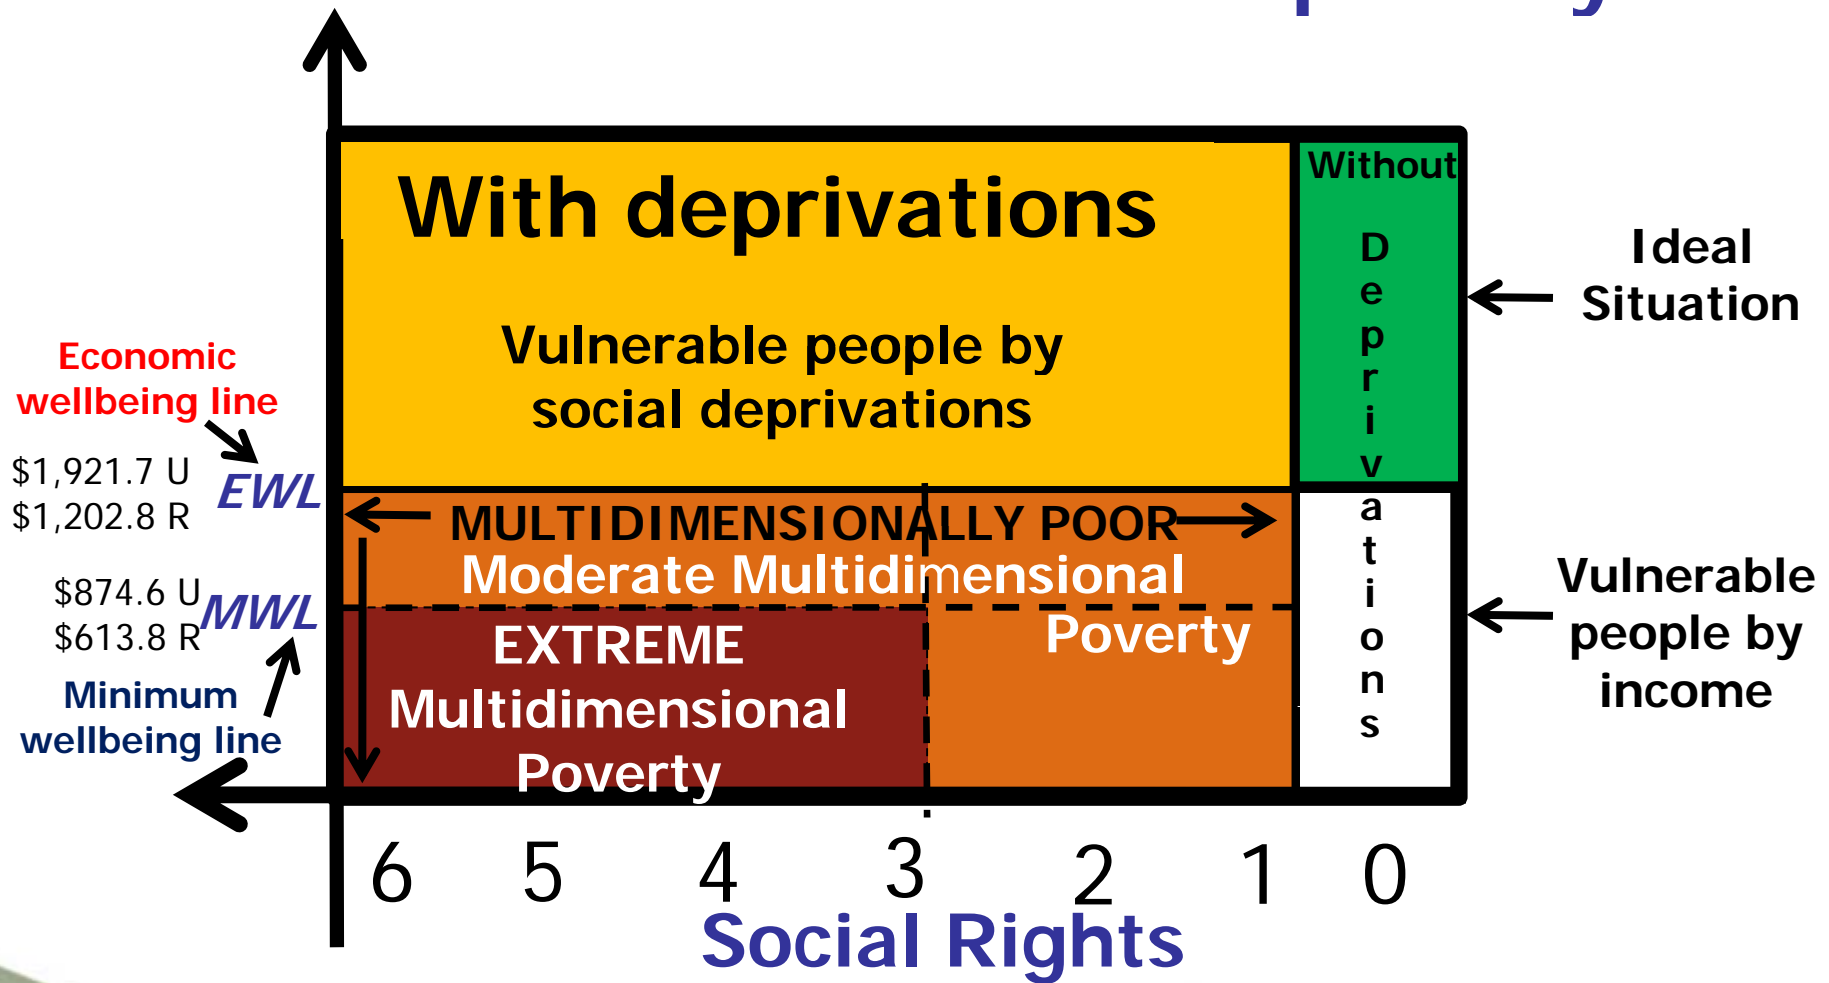 With deprivations
Vulnerable people by
social deprivations
Without
Deprivations
Ideal
Situation
Economic
wellbeing line
$1,921.7 U
$1,202.8 R
EWL
MULTIDIMENSIONALLY POOR
Moderate Multidimensional
Poverty
$874.6 U
$613.8 R
MWL
Minimum
wellbeing line
EXTREME
Multidimensional
Poverty
Vulnerable
people by
income
6 5 4 3 2 1 0
Social Rights